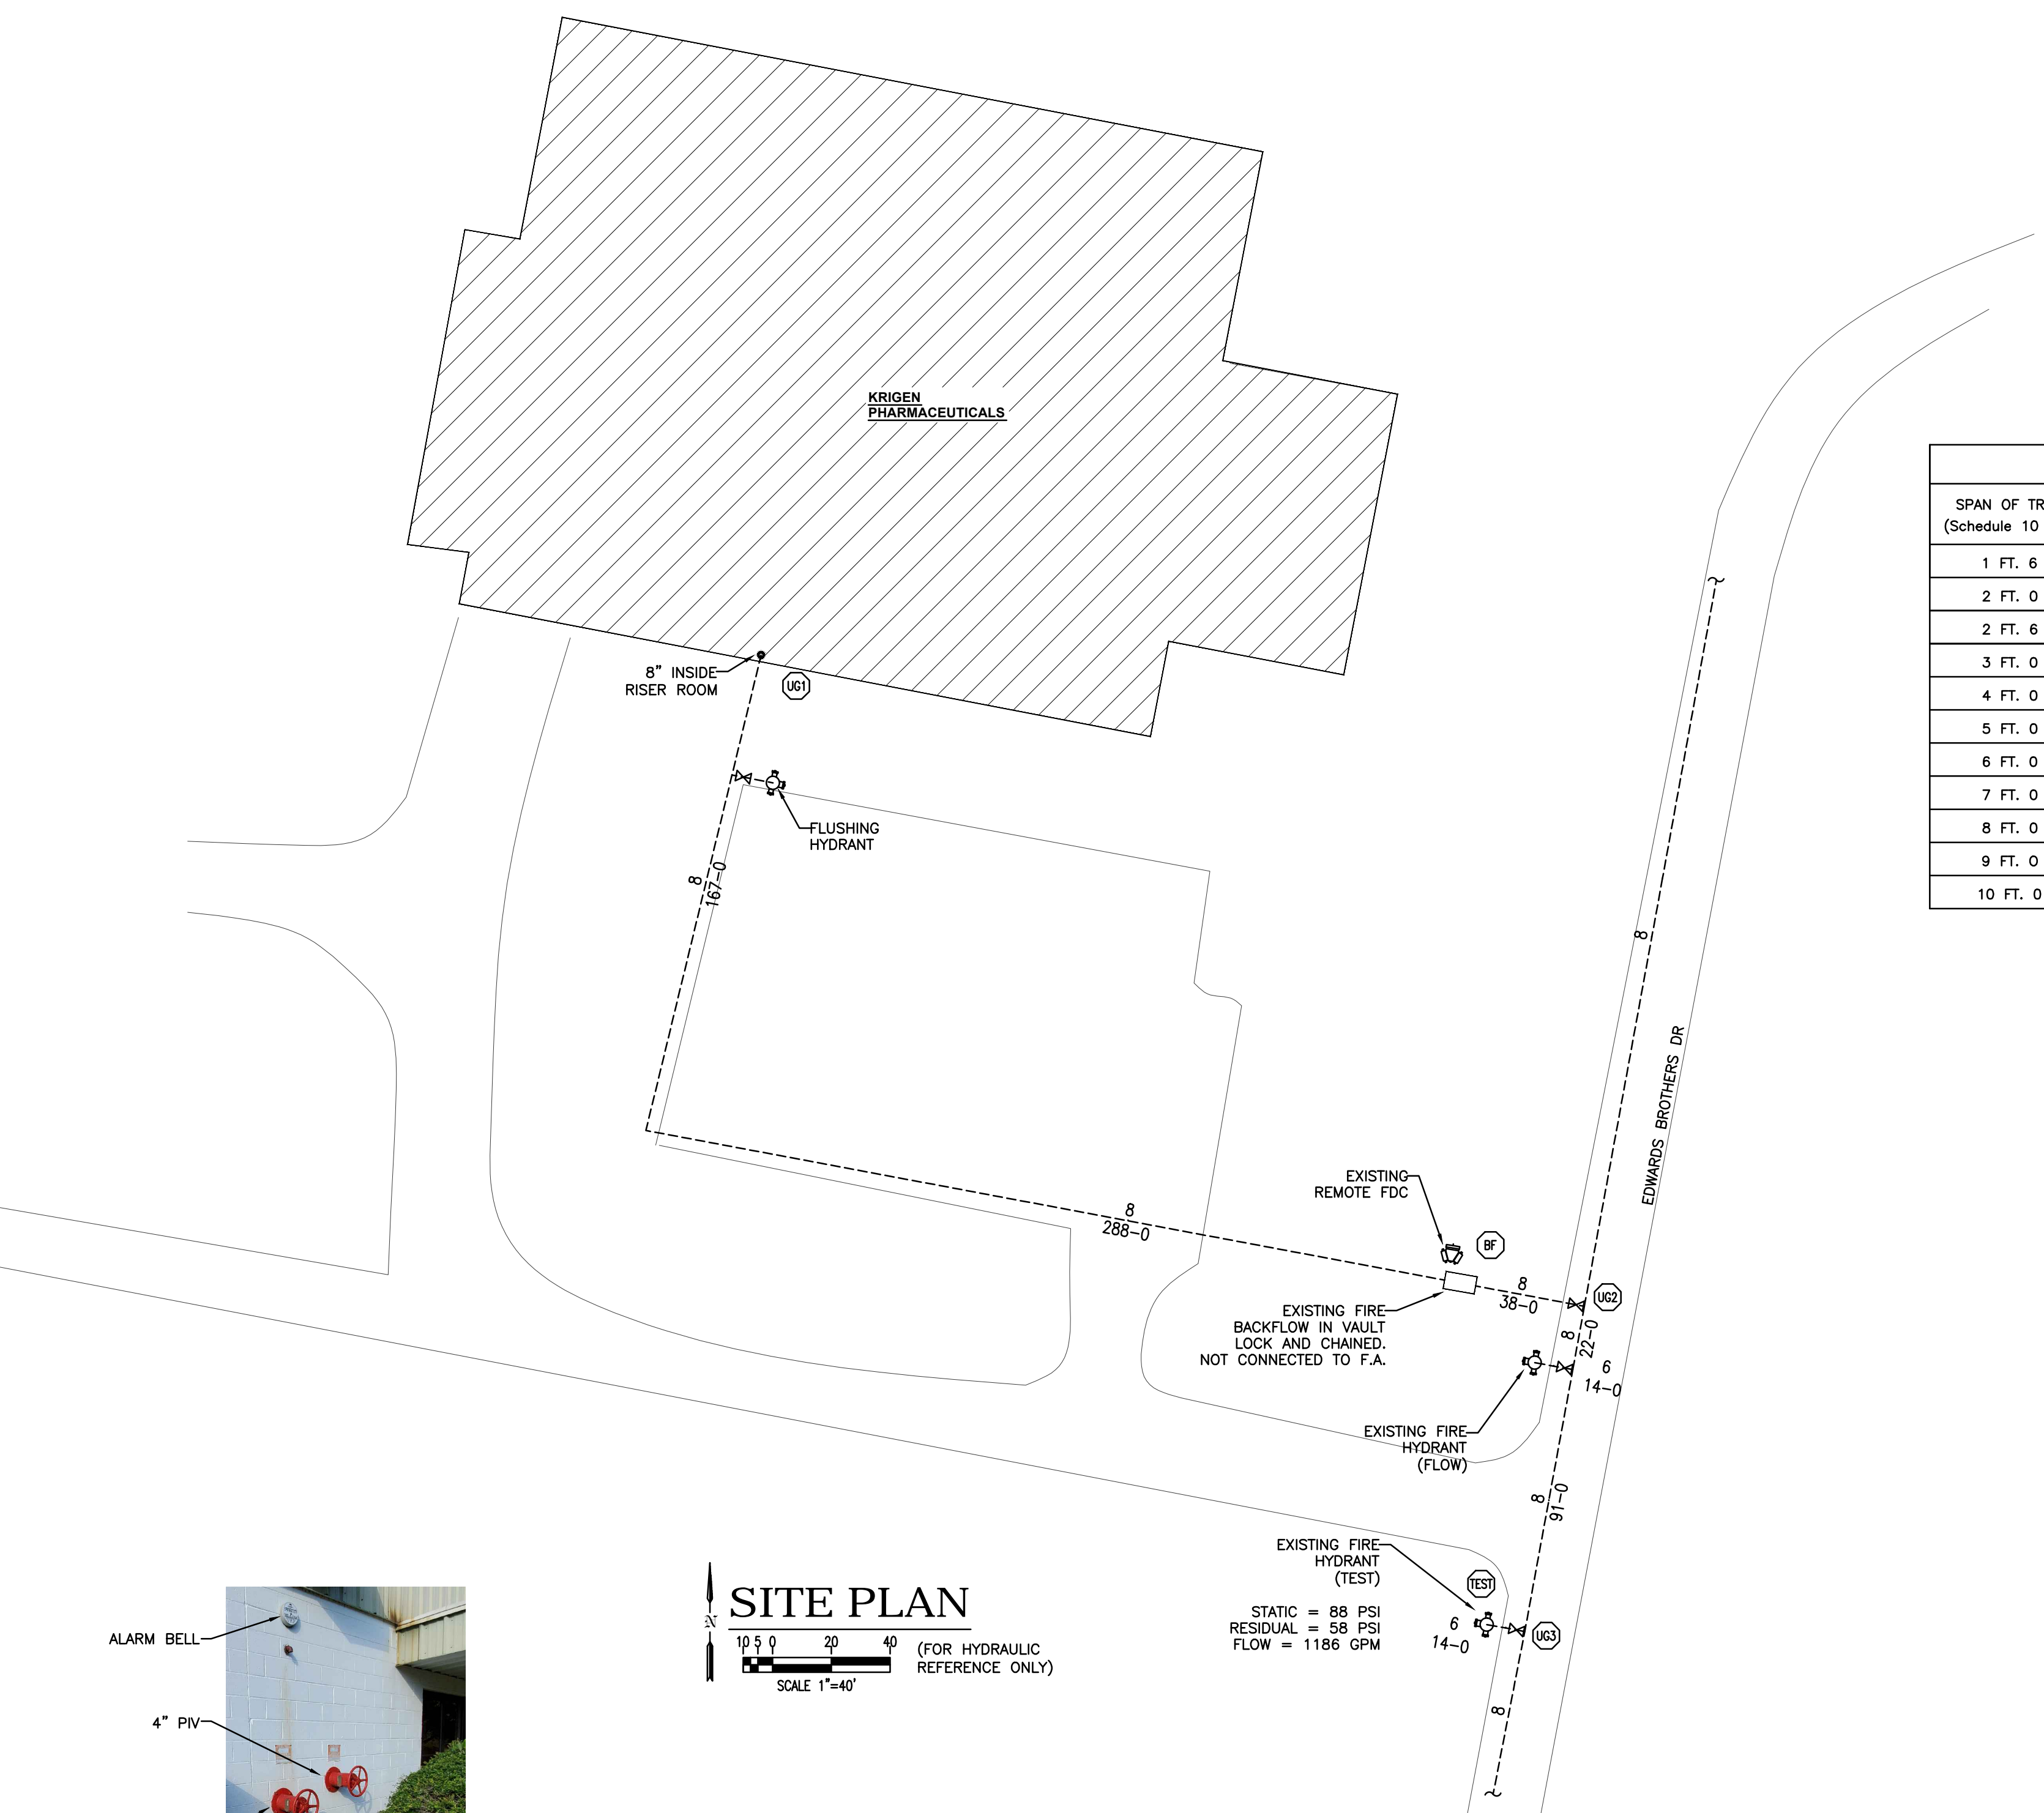 KRIGEN
PHARMACEUTICALS
SPAN OF TR
(Schedule 10
1 FT. 6
2 FT. 0
2 FT. 6
3 FT. 0
4 FT. 0
5 FT. 0
6 FT. 0
7 FT. 0
8 FT. 0
9 FT. 0
10 FT. 0
8" INSIDE
RISER ROOM
UG1
FLUSHING
HYDRANT
8
167-0
8
EDWARDS BROTHERS DR
8
288-0
EXISTING
REMOTE FDC
BF
8
38-0
UG2
EXISTING FIRE
BACKFLOW IN VAULT
LOCK AND CHAINED.
NOT CONNECTED TO F.A.
8
22-0
6
14-0
EXISTING FIRE
HYDRANT
(FLOW)
8
91-0
EXISTING FIRE
HYDRANT
(TEST)
TEST
STATIC = 88 PSI
RESIDUAL = 58 PSI
FLOW = 1186 GPM
6
14-0
UG3
8
N
SITE PLAN
10 5 0 20 40
(FOR HYDRAULIC
REFERENCE ONLY)
SCALE 1"=40'
ALARM BELL
4" PIV